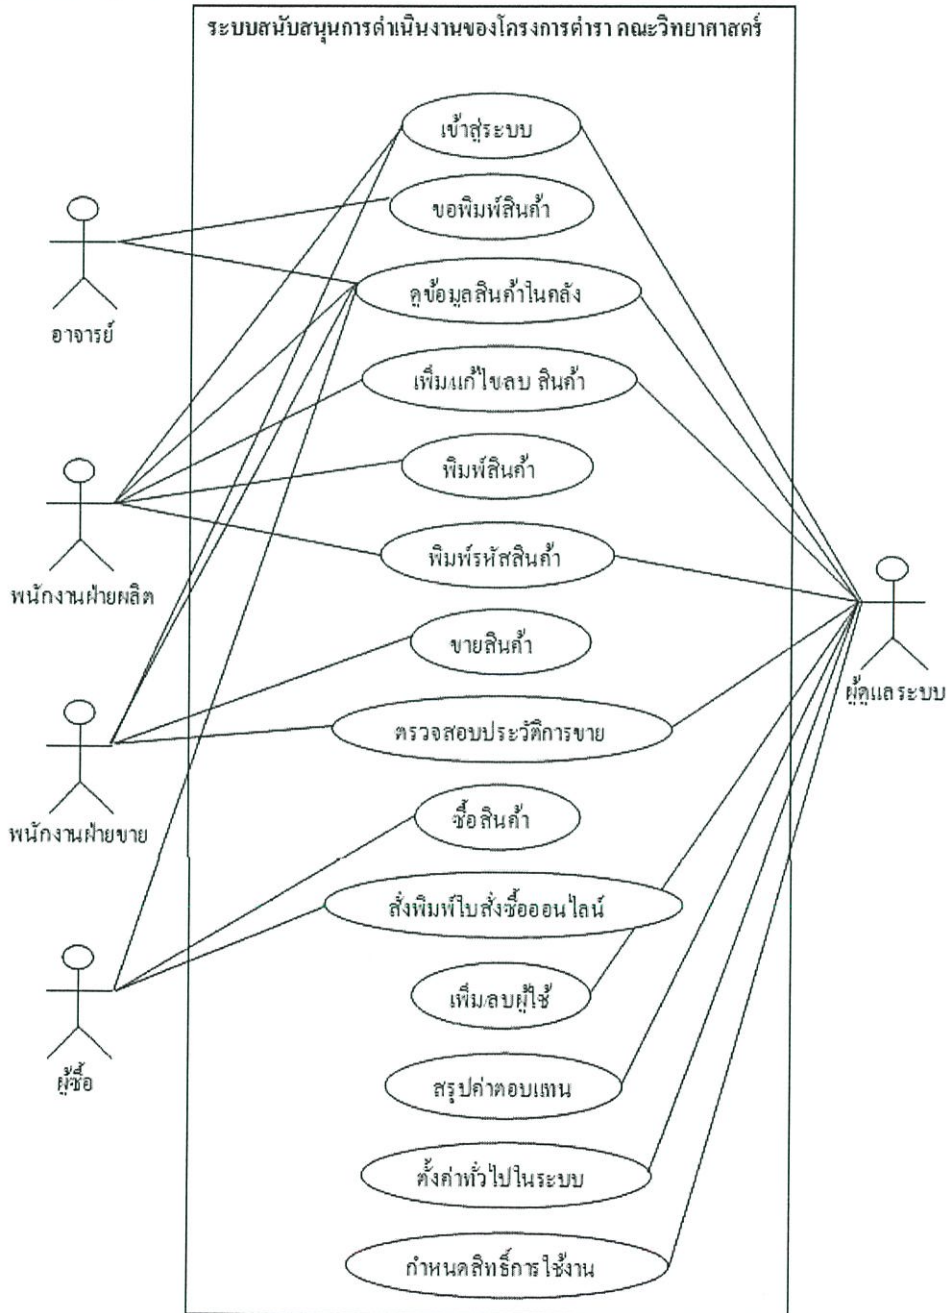 ระบบสนับสนุนการดำเนินงานของโครงการตำรา คณะวิทยาศาสตร์
เข้าสู่ระบบ
ขอพิมพ์สินค้า
ดูข้อมูลสินค้าในคลัง
อาจารย์
เพิ่ม/แก้ไข/ลบ สินค้า
พิมพ์สินค้า
พิมพ์รหัสสินค้า
พนักงานฝ่ายผลิต
ขายสินค้า
ผู้ดูแลระบบ
ตรวจสอบประวัติการขาย
ซื้อสินค้า
พนักงานฝ่ายขาย
สั่งพิมพ์ใบสั่งซื้อออนไลน์
เพิ่ม/ลบผู้ใช้
ผู้ซื้อ
สรุปค่าตอบแทน
ตั้งค่าทั่วไปในระบบ
กำหนดสิทธิ์การใช้งาน